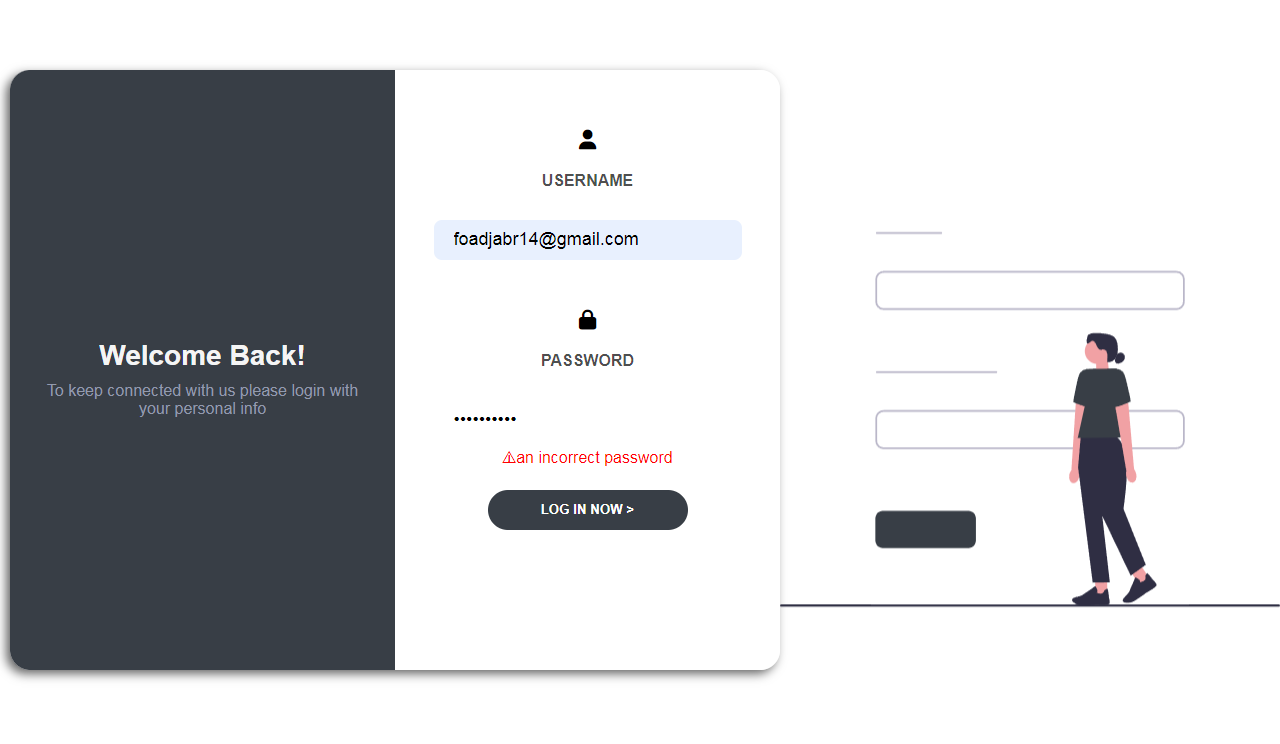 Welcome Back!
To keep connected with us please login with
your personal info
USERNAME
foadjabr14@gmail.com
PASSWORD
••••••••••
⚠an incorrect password
LOG IN NOW >